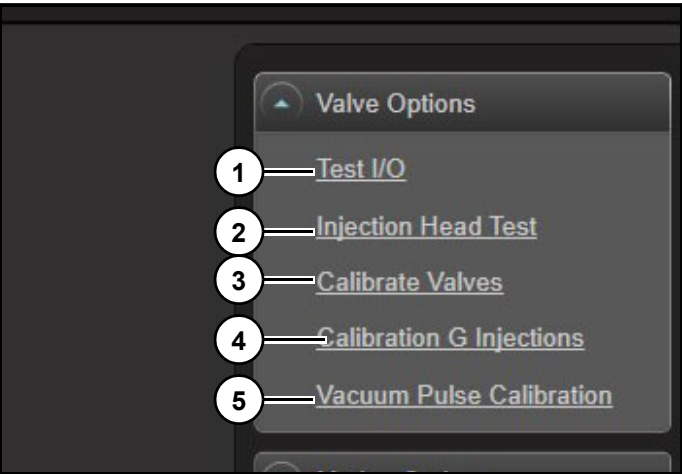 Valve Options
1 Test I/O
2 Injection Head Test
3 Calibrate Valves
4 Calibration G Injections
5 Vacuum Pulse Calibration